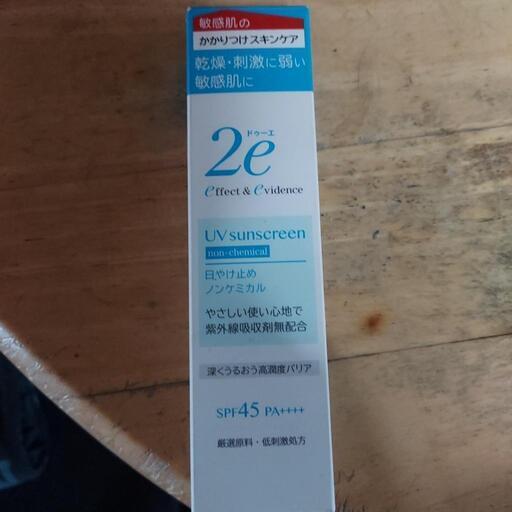 敏感肌の
かかりつけスキンケア
乾燥・刺激に弱い
敏感肌に
ドゥーエ
2e
effect & evidence
UV sunscreen
non-chemical
日やけ止め
ノンケミカル
やさしい使い心地で
紫外線吸収剤無配合
深くうるおう高潤度バリア
SPF45 PA++++
厳選原料・低刺激処方